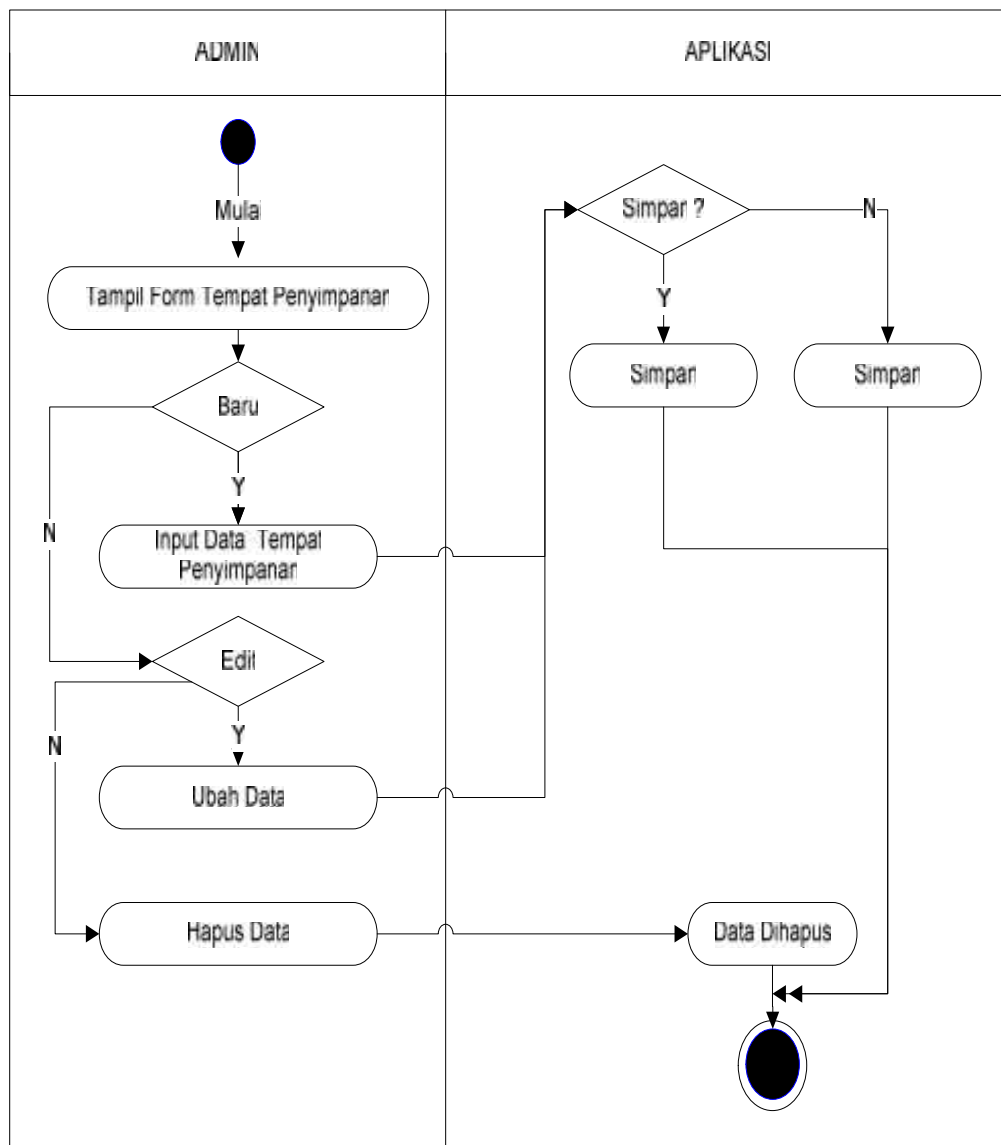 ADMIN
APLIKASI
Mulai
Tampil Form Tempat Penyimpanan
Baru
Y
N
Input Data Tempat
Penyimpanan
Edit
Y
N
Ubah Data
Hapus Data
Simpan ?
N
Y
Simpan
Simpan
Data Dihapus